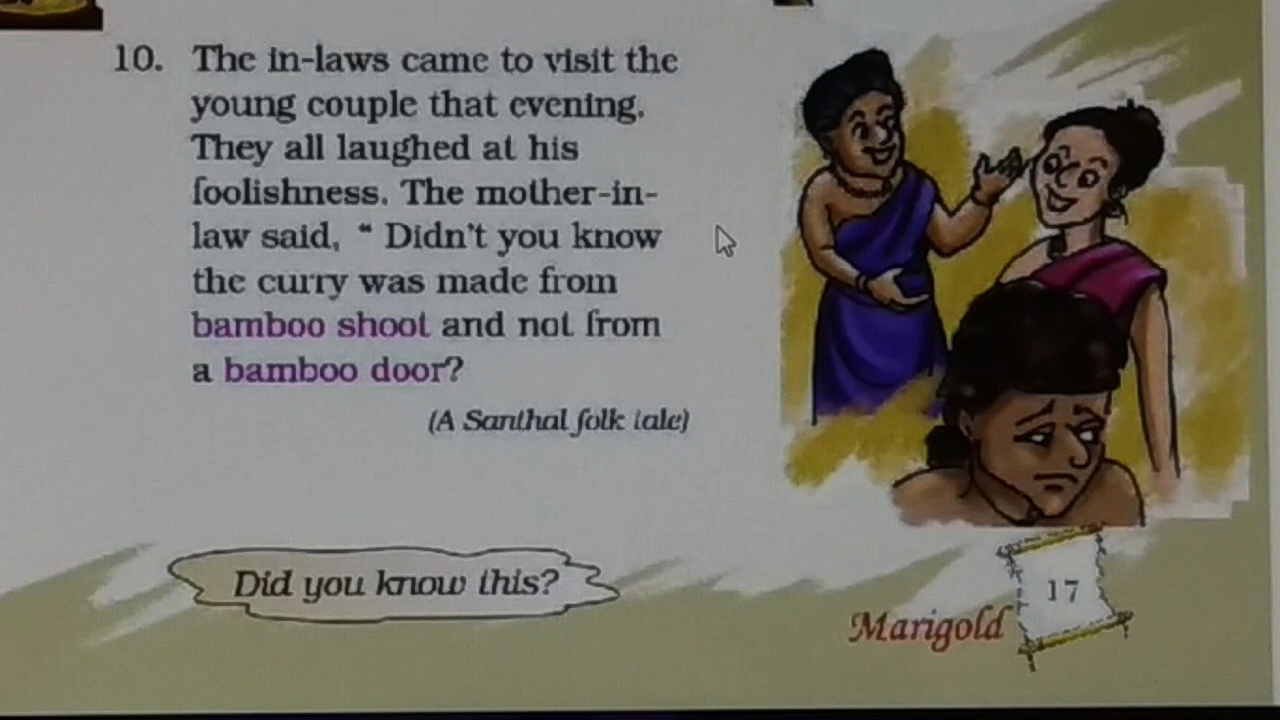 10. The in-laws came to visit the
young couple that evening.
They all laughed at his
foolishness. The mother-in-
law said, “ Didn't you know
the curry was made from
bamboo shoot and not from
a bamboo door?
(A Santhal folk tale)
Did you know this?
Marigold
17